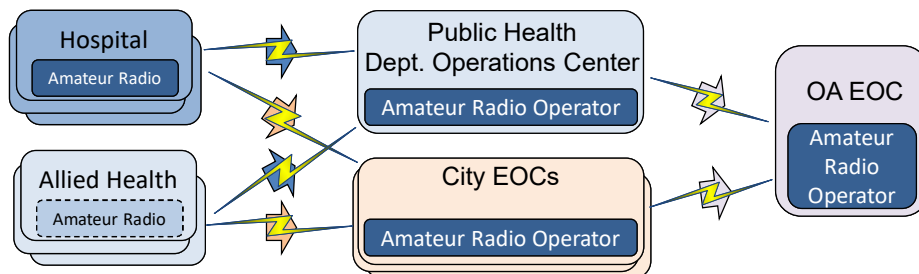 Hospital
Amateur Radio
Allied Health
Amateur Radio
Public Health
Dept. Operations Center
Amateur Radio Operator
City EOCs
Amateur Radio Operator
OA EOC
Amateur
Radio
Operator